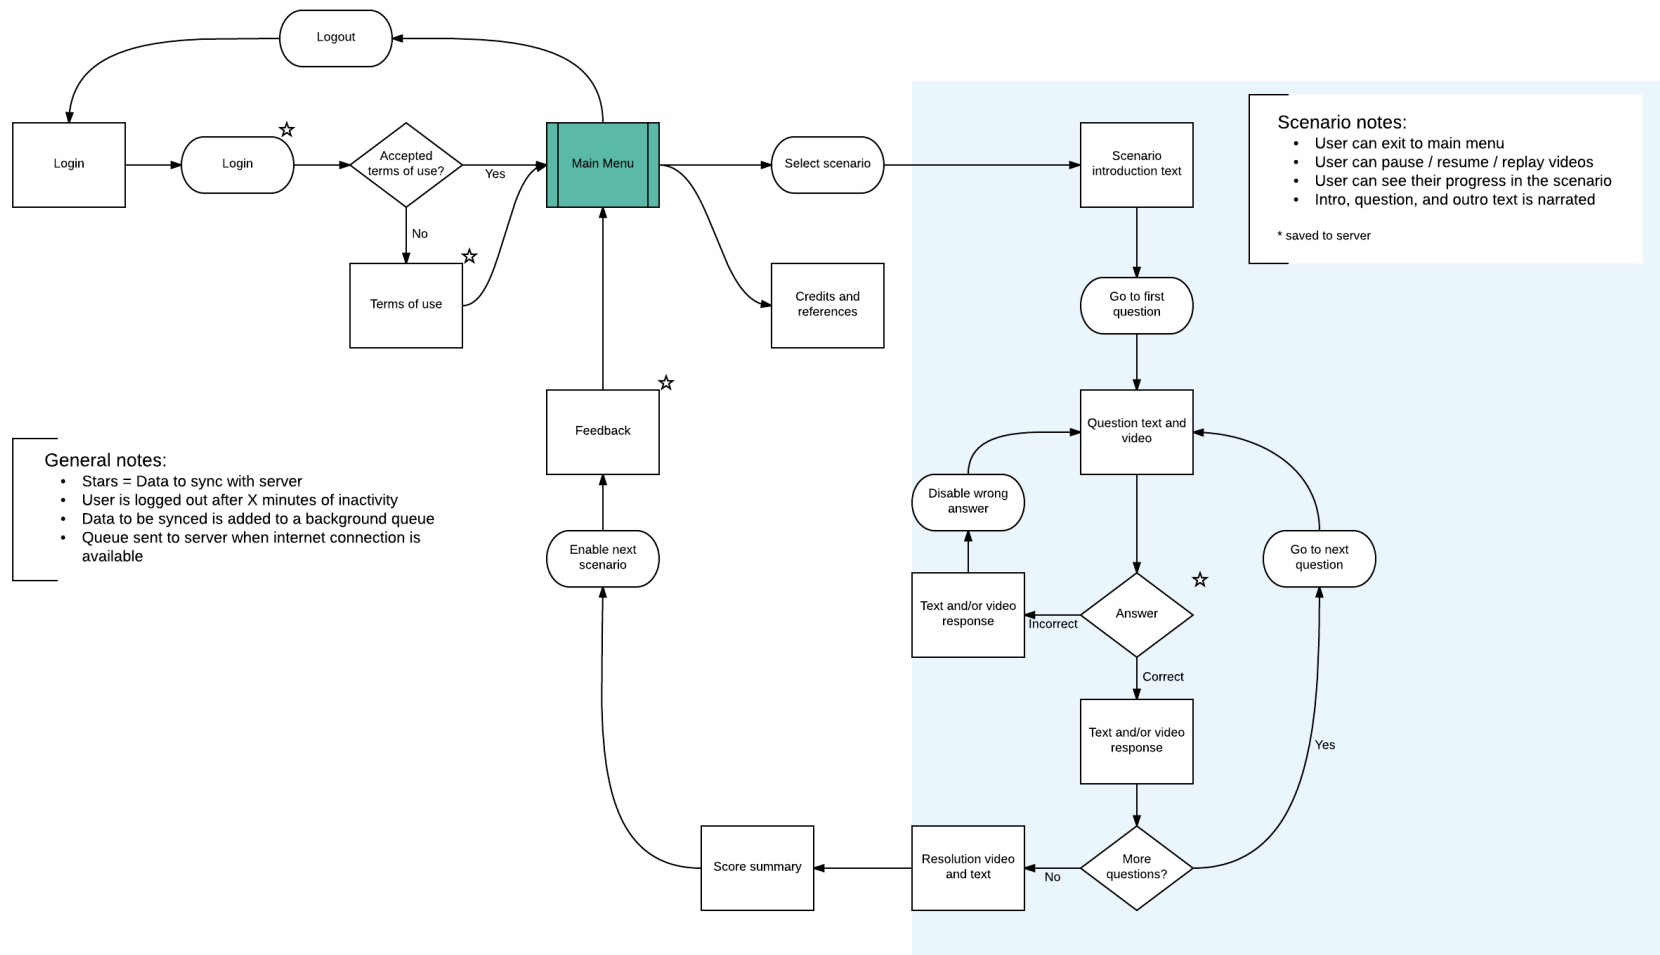 Logout
Login
Login
Accepted
terms of use?
Yes
No
Terms of use
Main Menu
Select scenario
Credits and
references
Scenario
introduction text
Scenario notes:
• User can exit to main menu
• User can pause / resume / replay videos
• User can see their progress in the scenario
• Intro, question, and outro text is narrated
* saved to server
Go to first
question
Question text and
video
Disable wrong
answer
Text and/or video
response
Incorrect
Answer
Correct
Text and/or video
response
Go to next
question
Yes
More
questions?
No
Resolution video
and text
Score summary
Enable next
scenario
Feedback
General notes:
• Stars = Data to sync with server
• User is logged out after X minutes of inactivity
• Data to be synced is added to a background queue
• Queue sent to server when internet connection is
available